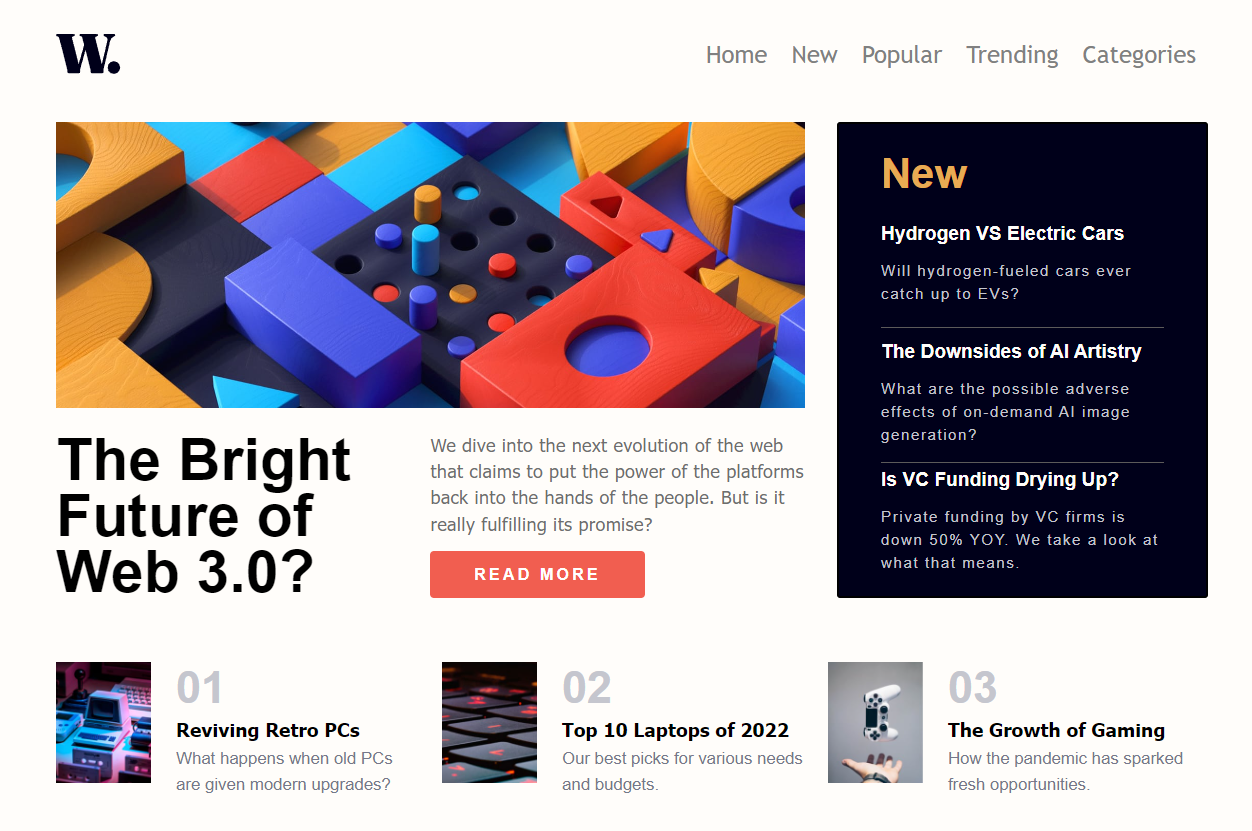 W.
Home New Popular Trending Categories
The Bright
Future of
Web 3.0?
We dive into the next evolution of the web
that claims to put the power of the platforms
back into the hands of the people. But is it
really fulfilling its promise?
READ MORE
New
Hydrogen VS Electric Cars
Will hydrogen-fueled cars ever
catch up to EVs?
The Downsides of AI Artistry
What are the possible adverse
effects of on-demand AI image
generation?
Is VC Funding Drying Up?
Private funding by VC firms is
down 50% YOY. We take a look at
what that means.
01
Reviving Retro PCs
What happens when old PCs
are given modern upgrades?
02
Top 10 Laptops of 2022
Our best picks for various needs
and budgets.
03
The Growth of Gaming
How the pandemic has sparked
fresh opportunities.